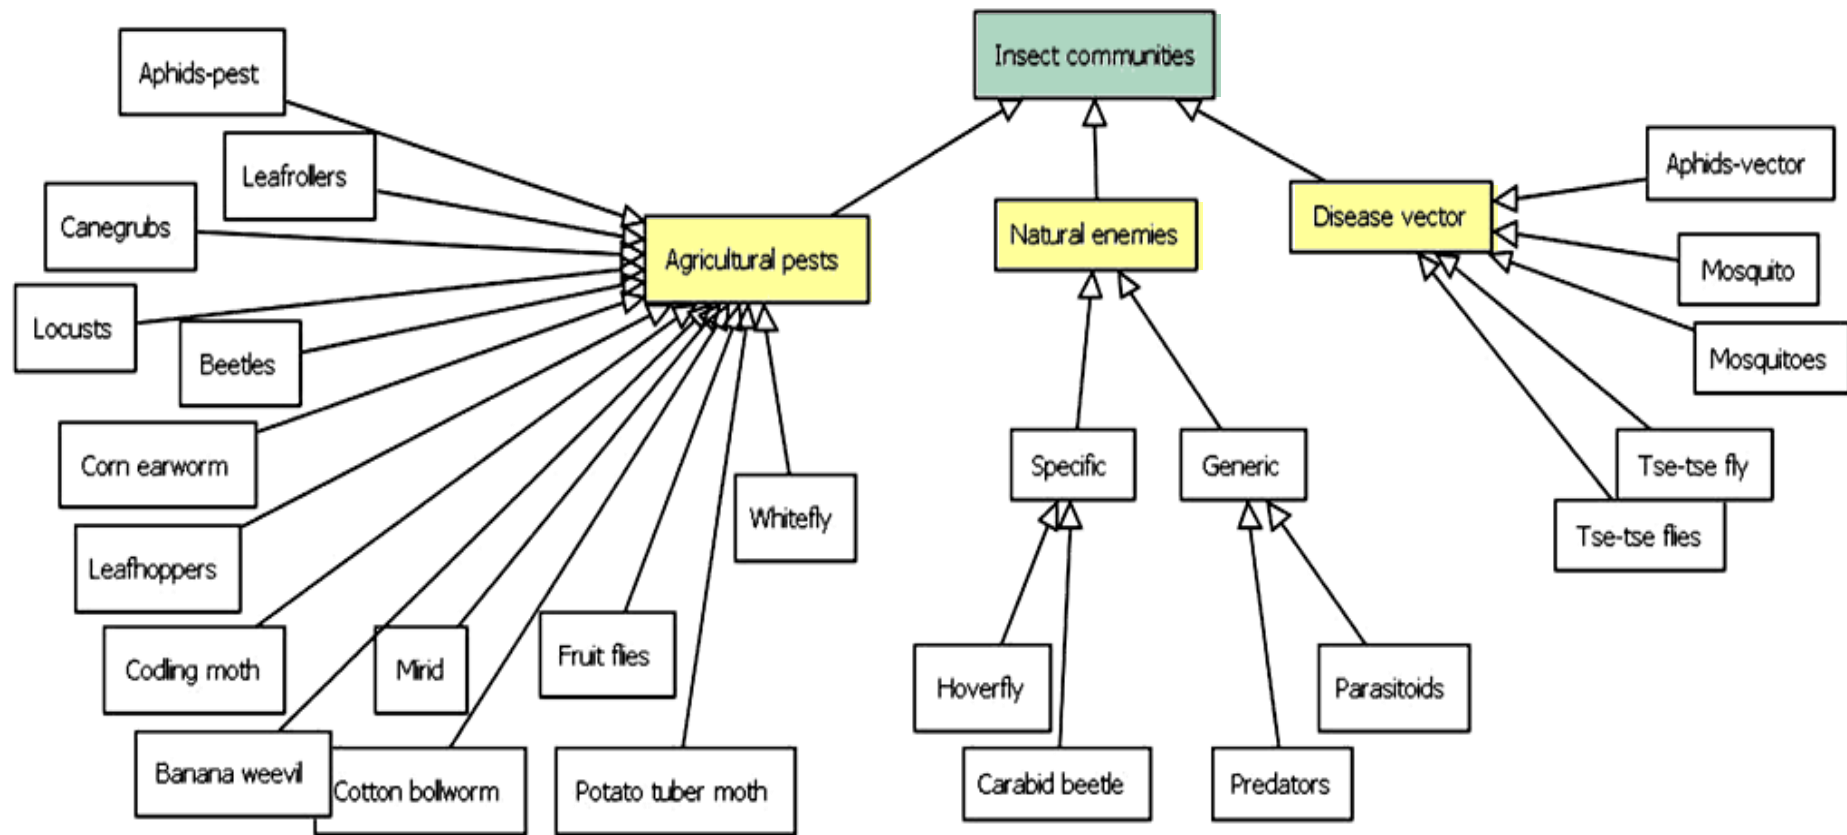 Insect communities
Aphids-pest
Leafrollers
Canegrubs
Locusts
Beetles
Corn earworm
Leafhoppers
Codling moth
Banana weevil
Mirid
Cotton bollworm
Fruit flies
Potato tuber moth
Whitefly
Agricultural pests
Natural enemies
Specific
Generic
Hoverfly
Carabid beetle
Predators
Parasitoids
Disease vector
Aphids-vector
Mosquito
Mosquitoes
Tse-tse fly
Tse-tse flies